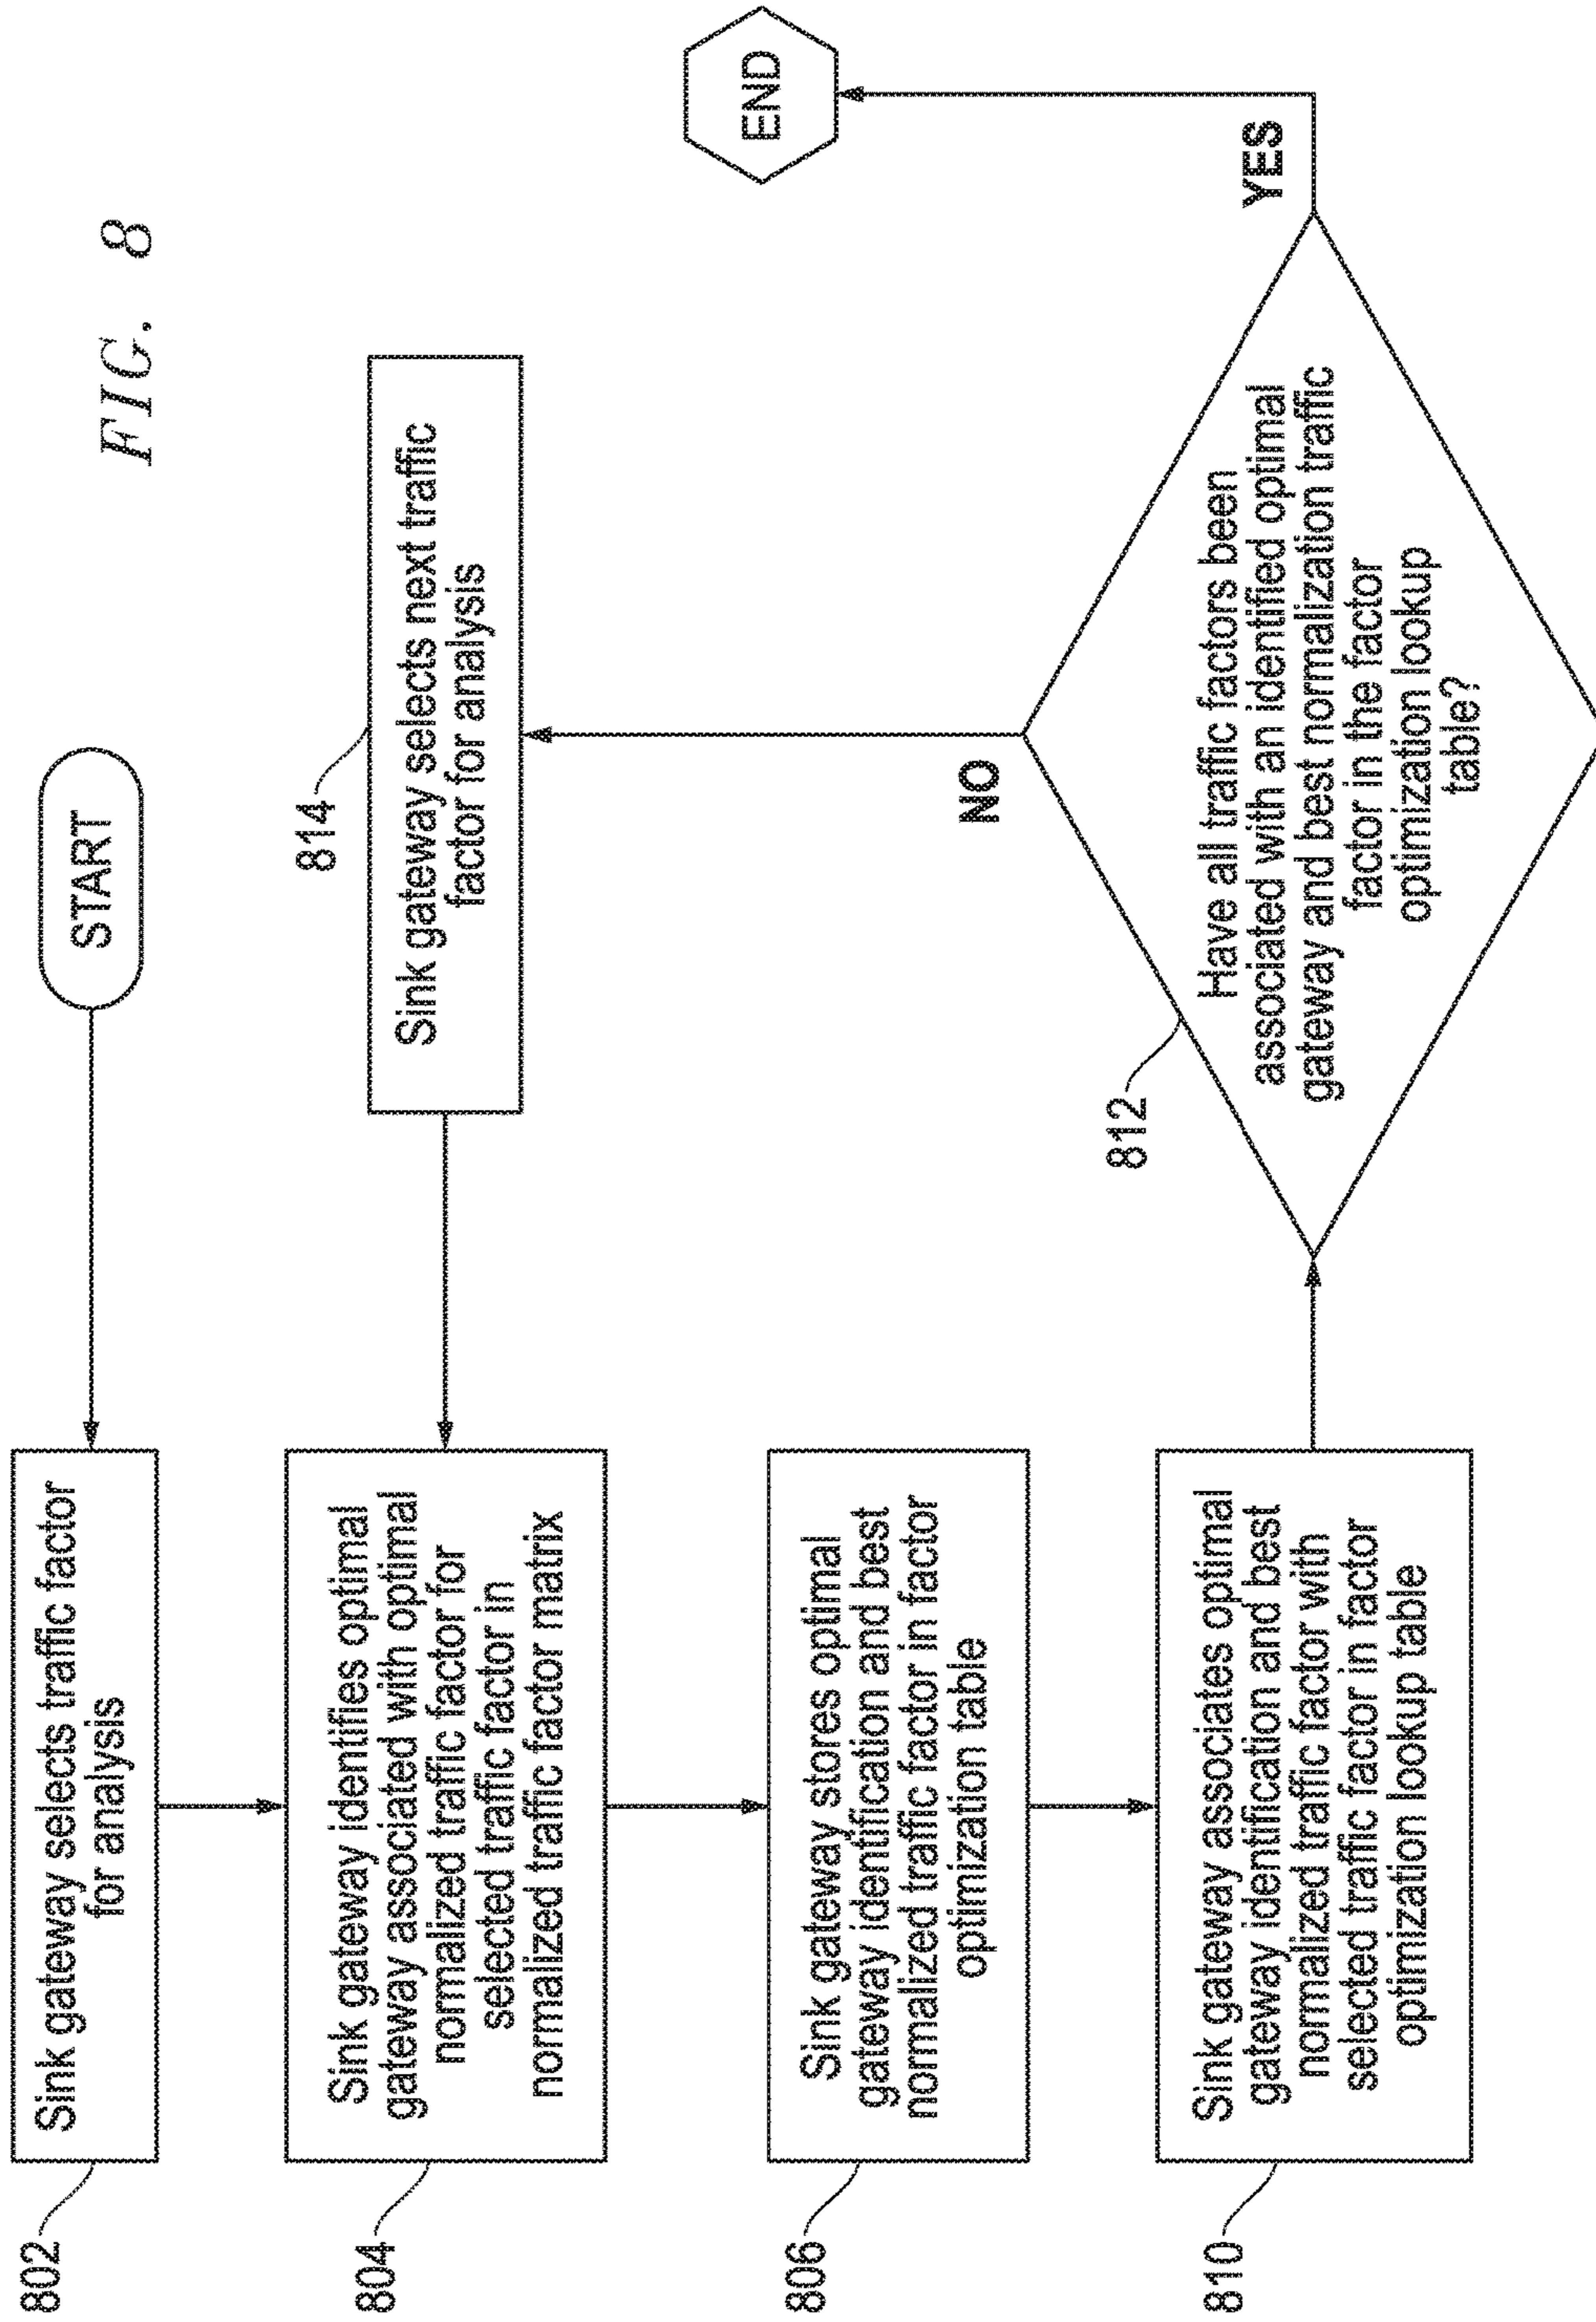 FIG. 8
START
802
Sink gateway selects traffic factor
for analysis
814
Sink gateway selects next traffic
factor for analysis
804
Sink gateway identifies optimal
gateway associated with optimal
normalized traffic factor for
selected traffic factor in
normalized traffic factor matrix
806
Sink gateway stores optimal
gateway identification and best
normalized traffic factor in factor
optimization table
810
Sink gateway associates optimal
gateway identification and best
normalized traffic factor with
selected traffic factor in factor
optimization lookup table
812
Have all traffic factors been
associated with an identified optimal
gateway and best normalization traffic
factor in the factor
optimization lookup
table?
NO
YES
END